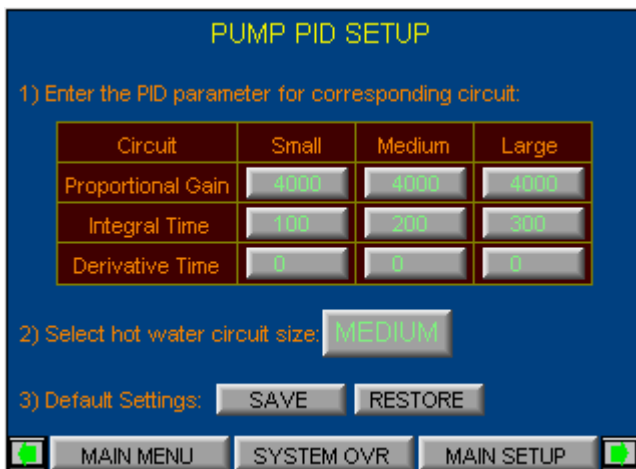 PUMP PID SETUP
1) Enter the PID parameter for corresponding circuit:
Circuit Small Medium Large
Proportional Gain 4000 4000 4000
Integral Time 100 200 300
Derivative Time 0 0 0
2) Select hot water circuit size: MEDIUM
3) Default Settings: SAVE RESTORE
MAIN MENU SYSTEM OVR MAIN SETUP